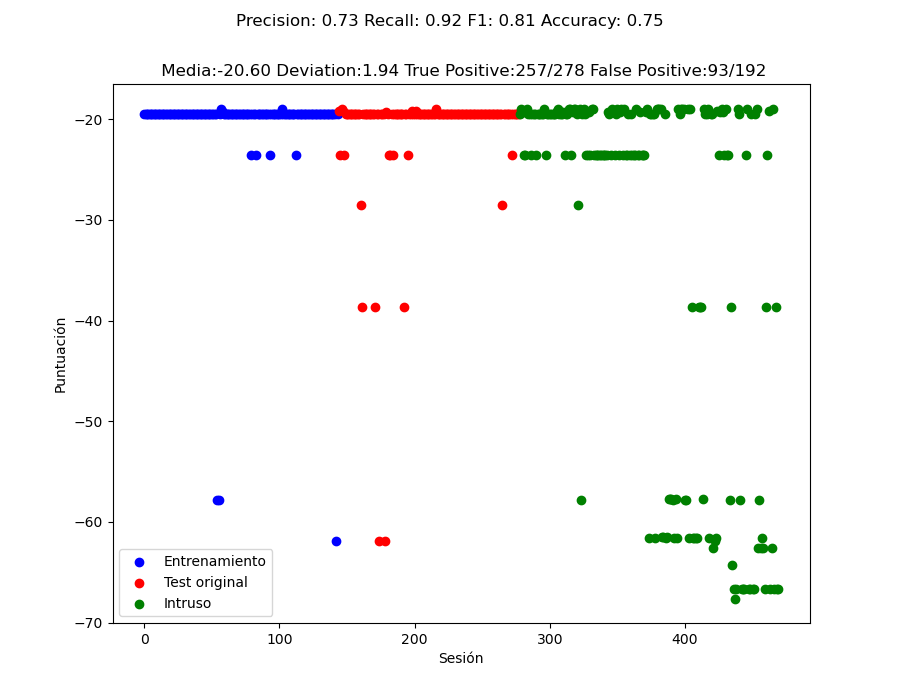 Precision: 0.73 Recall: 0.92 F1: 0.81 Accuracy: 0.75
Media:-20.60 Deviation:1.94 True Positive:257/278 False Positive:93/192
−20
−30
−40
−50
−60
−70
Puntuación
Entrenamiento
Test original
Intruso
0
100
200
300
400
Sesión